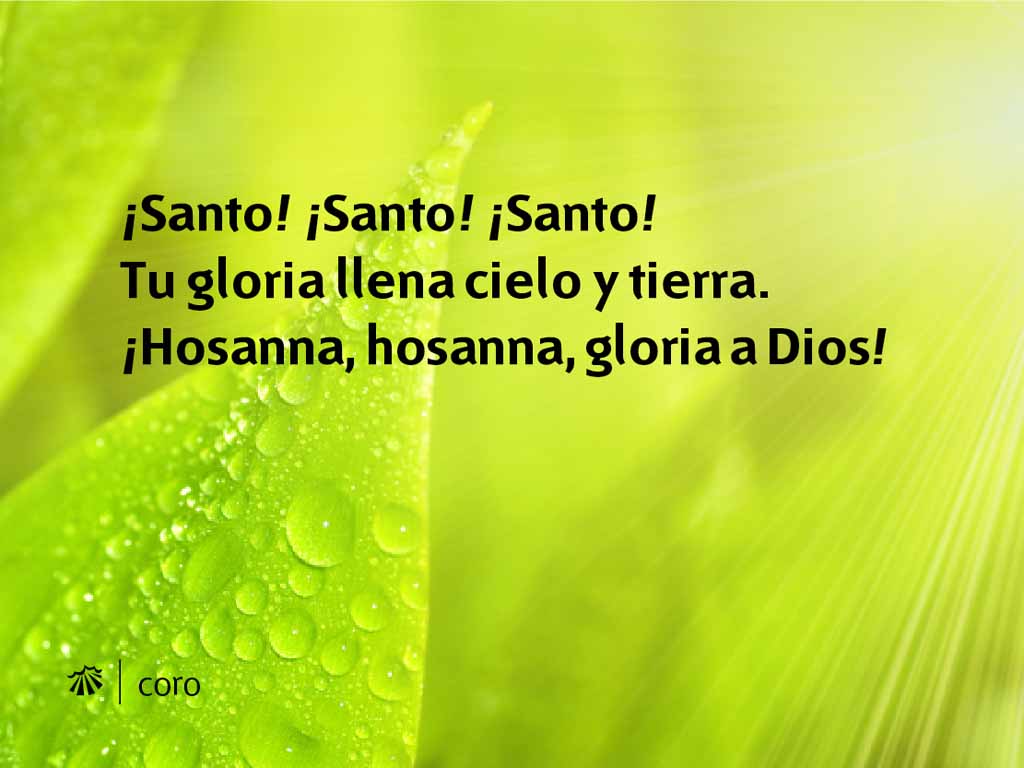 ¡Santo! ¡Santo! ¡Santo!
Tu gloria llena cielo y tierra.
¡Hosanna, hosanna, gloria a Dios!
coro